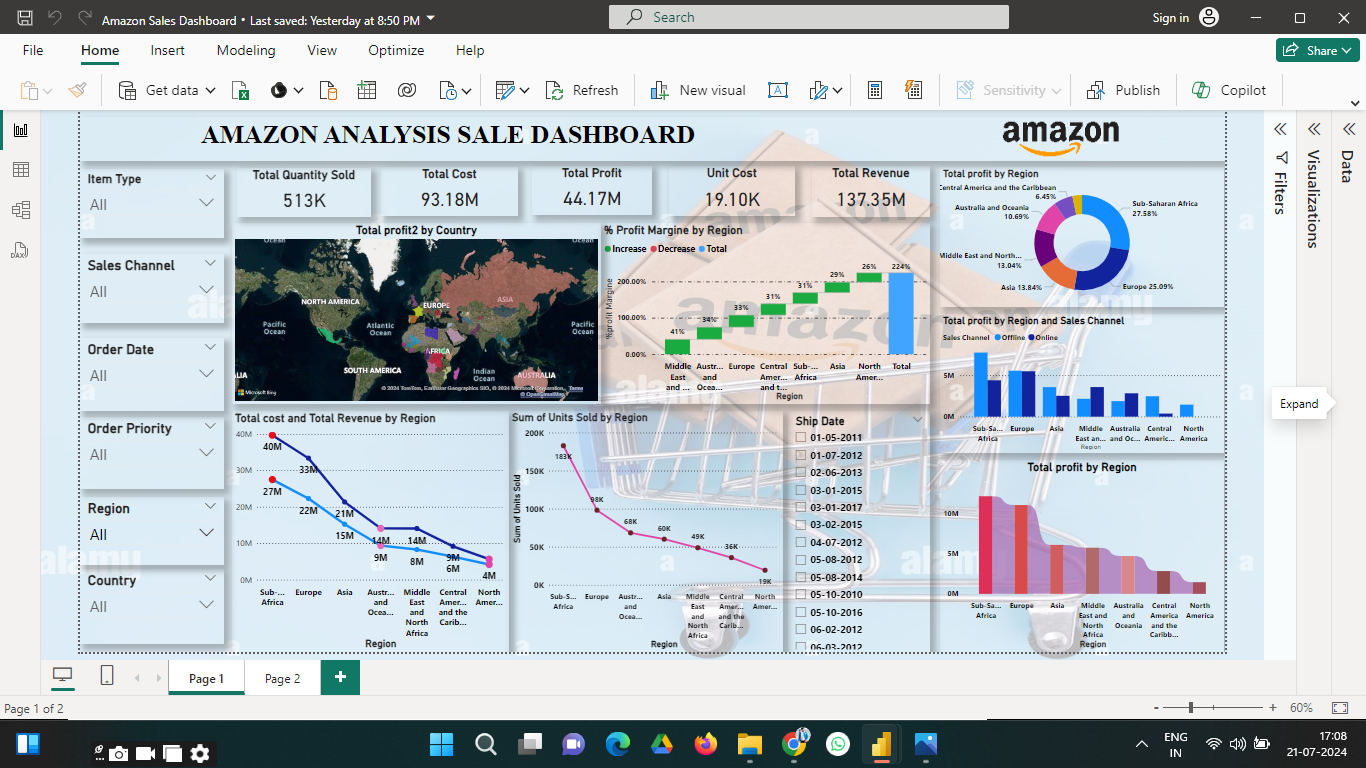 Amazon Sales Dashboard • Last saved: Yesterday at 8:50 PM
Search
Sign in
File Home Insert Modeling View Optimize Help
Share
Get data
Refresh
New visual
Sensitivity
Publish
Copilot
AMAZON ANALYSIS SALE DASHBOARD
amazon
Item Type
All
Sales Channel
All
Order Date
All
Order Priority
All
Region
All
Country
All
Total Quantity Sold
513K
Total Cost
93.18M
Total Profit
44.17M
Unit Cost
19.10K
Total Revenue
137.35M
Total profit2 by Country
NORTH AMERICA
EUROPE
ASIA
Pacific
Ocean
Atlantic
Ocean
Pacific
Ocean
AFRICA
SOUTH AMERICA
Indian
Ocean
AUSTRALIA
Microsoft Bing
© 2024 TomTom, Earthstar Geographics SIO, © 2024 Microsoft Corporation, Terms
© OpenStreetMap
% Profit Margine by Region
Increase Decrease Total
%profit Margine
200.00%
100.00%
0.00%
41%
34%
33%
31%
31%
29%
26%
224%
Middle East and ...
Austr... and Ocea...
Europe
Central Amer... and t...
Sub-... Africa
Asia
North Amer...
Total
Region
Total profit by Region
Central America and the Caribbean
6.45%
Australia and Oceania
10.69%
Middle East and North...
13.04%
Asia 13.84%
Europe 25.09%
Sub-Saharan Africa
27.58%
Total profit by Region and Sales Channel
Sales Channel Offline Online
5M
0M
Sub-Sa... Africa
Europe
Asia
Middle East an...
Australia and Oc...
Central Americ...
North America
Region
Total cost and Total Revenue by Region
40M
30M
20M
10M
0M
40M
33M
21M
14M
14M
9M
27M
22M
15M
9M
8M
6M
4M
Sub-... Africa
Europe
Asia
Austr... and Ocea...
Middle East and North Africa
Central Amer... and the Carib...
North Amer...
Region
Sum of Units Sold by Region
Sum of Units Sold
200K
150K
100K
50K
0K
183K
98K
68K
60K
49K
36K
19K
Sub-S... Africa
Europe
Austr... and Ocea...
Asia
Middle East and North Africa
Central Amer... and the Carib...
North Amer...
Region
Ship Date
01-05-2011
01-07-2012
02-06-2013
03-01-2015
03-01-2017
03-02-2015
04-07-2012
05-08-2012
05-08-2014
05-10-2010
05-10-2016
06-02-2012
06-03-2012
Total profit by Region
10M
5M
0M
Sub-Sa... Africa
Europe
Asia
Middle East and North Africa
Australia and Oceania
Central America and the Caribb...
North America
Region
Filters
Visualizations
Data
Expand
alamy
Page 1
Page 2
+
Page 1 of 2
- + 60%
ENG
IN
17:08
21-07-2024